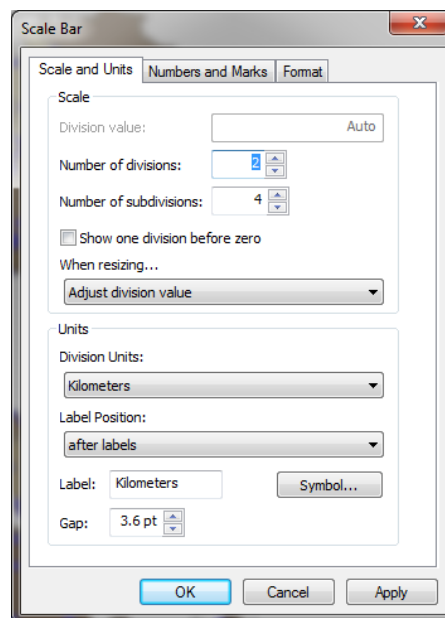 Scale Bar
Scale and Units Numbers and Marks Format
Scale
Division value: Auto
Number of divisions: 2
Number of subdivisions: 4
Show one division before zero
When resizing...
Adjust division value
Units
Division Units:
Kilometers
Label Position:
after labels
Label: Kilometers Symbol...
Gap: 3.6 pt
OK Cancel Apply